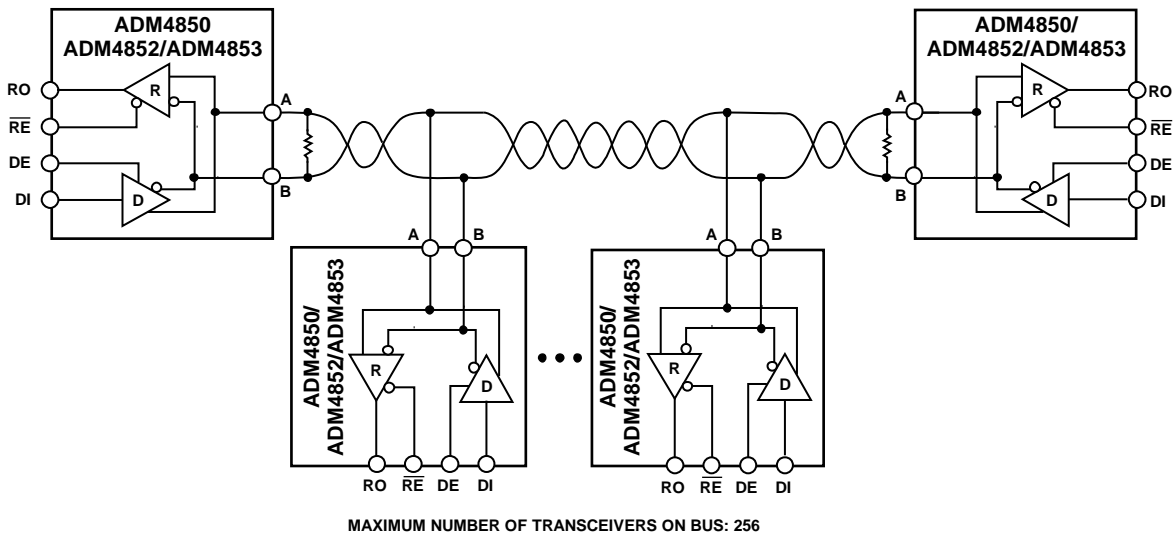 ADM4850
ADM4852/ADM4853
RO
R
RE
DE
DI
D
A
B
ADM4850/
ADM4852/ADM4853
A
B
R
RO
RE
DE
D
DI
A
B
ADM4850/
ADM4852/ADM4853
R
D
RO
RE
DE
DI
A
B
ADM4850/
ADM4852/ADM4853
R
D
RO
RE
DE
DI
MAXIMUM NUMBER OF TRANSCEIVERS ON BUS: 256